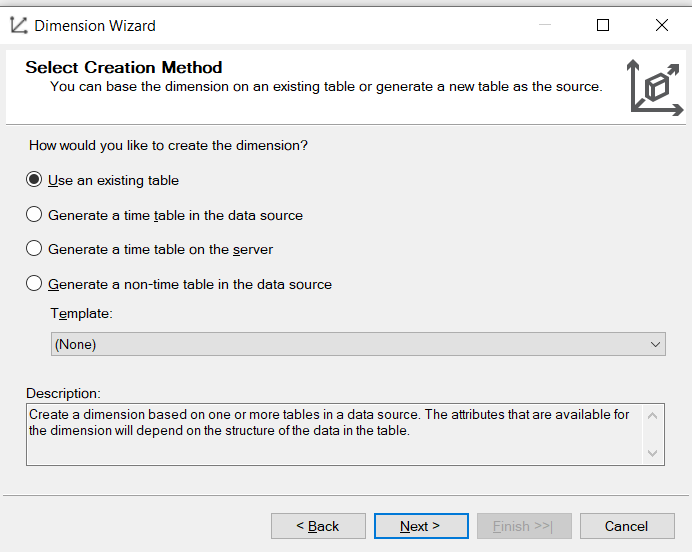 Dimension Wizard
Select Creation Method
You can base the dimension on an existing table or generate a new table as the source.
How would you like to create the dimension?
Use an existing table
Generate a time table in the data source
Generate a time table on the server
Generate a non-time table in the data source
Template:
(None)
Description:
Create a dimension based on one or more tables in a data source. The attributes that are available for
the dimension will depend on the structure of the data in the table.
< Back
Next >
Finish >>|
Cancel